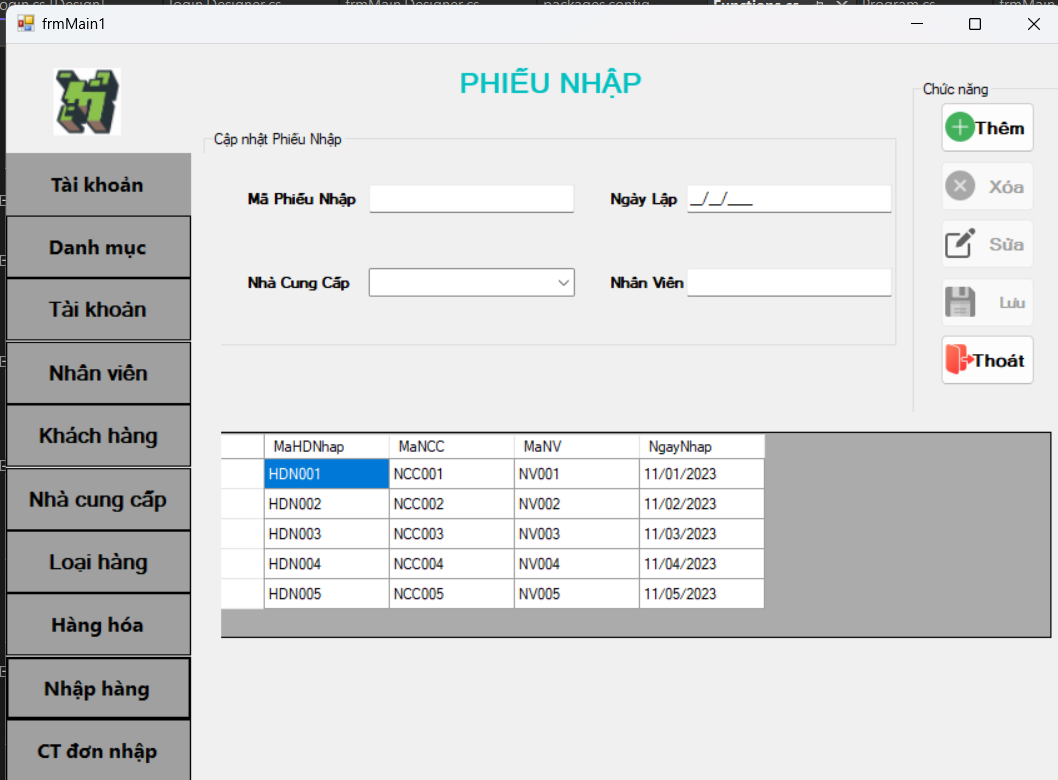 frmMain1
PHIẾU NHẬP
Chức năng
Thêm
Xóa
Sửa
Lưu
Thoát
Cập nhật Phiếu Nhập
Mã Phiếu Nhập
Ngày Lập _/_/__
Nhà Cung Cấp
Nhân Viên
Tài khoản
Danh mục
Tài khoản
Nhân viên
Khách hàng
Nhà cung cấp
Loại hàng
Hàng hóa
Nhập hàng
CT đơn nhập
MaHDNhap MaNCC MaNV NgayNhap
HDN001 NCC001 NV001 11/01/2023
HDN002 NCC002 NV002 11/02/2023
HDN003 NCC003 NV003 11/03/2023
HDN004 NCC004 NV004 11/04/2023
HDN005 NCC005 NV005 11/05/2023